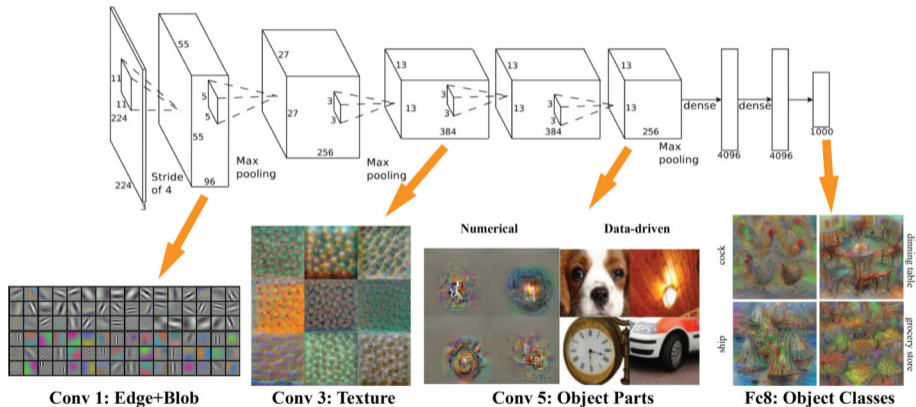 55
27
13
13
13
11
11
5
5
3
3
3
3
3
3
224
55
27
13
13
13
dense
dense
1000
384
384
256
Max
pooling
4096
4096
256
Max
pooling
96
Max
pooling
Stride
of 4
224
3
Numerical
Data-driven
cock
dinning table
ship
grocery store
Conv 1: Edge+Blob
Conv 3: Texture
Conv 5: Object Parts
Fc8: Object Classes